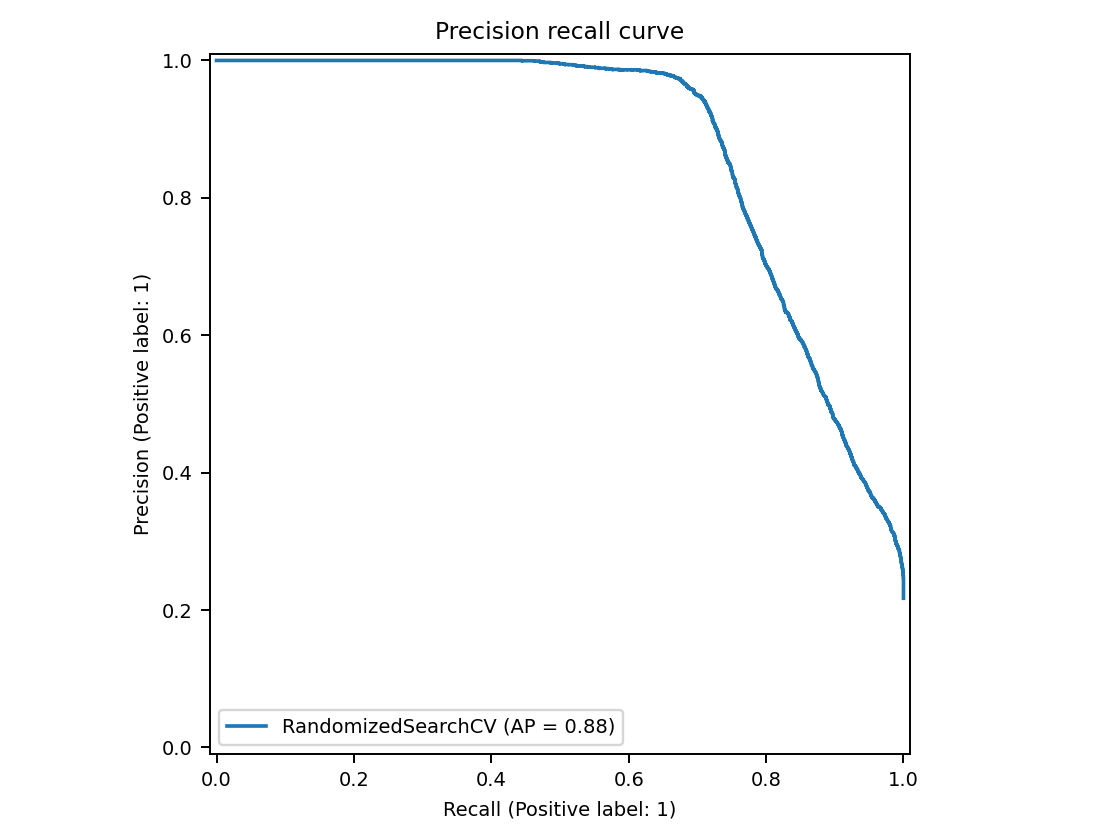 Precision recall curve
1.0
0.8
0.6
0.4
0.2
0.0
Precision (Positive label: 1)
RandomizedSearchCV (AP = 0.88)
0.0 0.2 0.4 0.6 0.8 1.0
Recall (Positive label: 1)